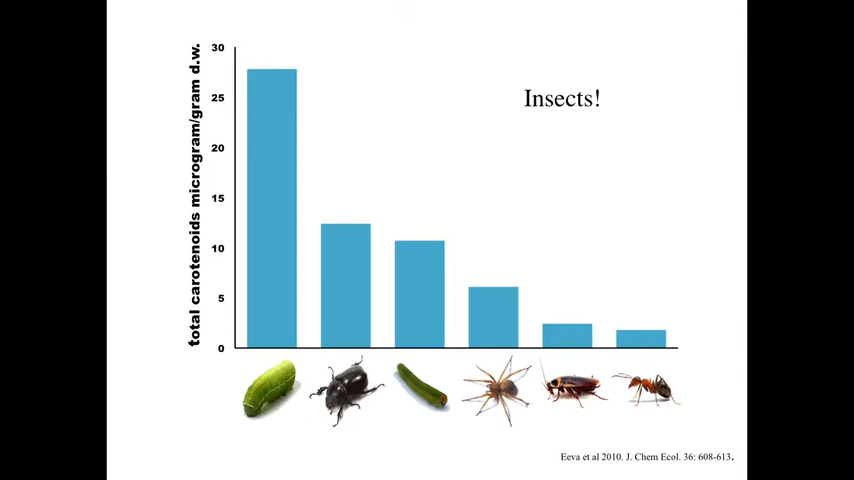 total carotenoids microgram/gram d.w.
30
25
20
15
10
5
0
Insects!
Eeva et al 2010. J. Chem Ecol. 36: 608-613.